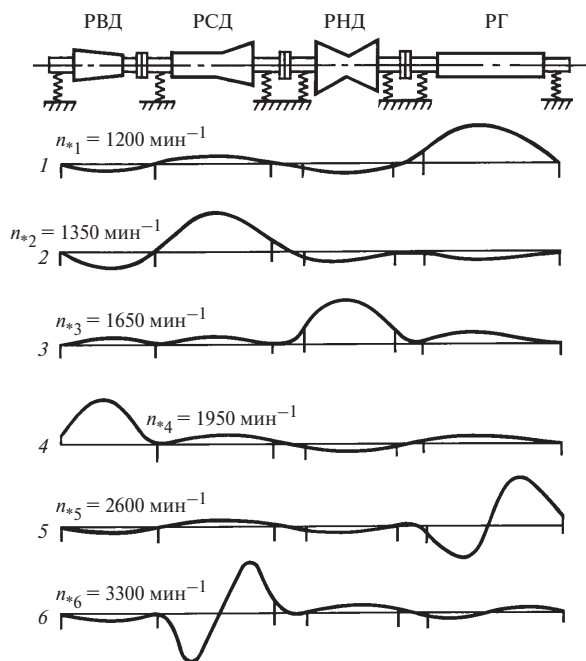 РВД РСД РНД РГ
n*1 = 1200 мин–1
1
n*2 = 1350 мин–1
2
n*3 = 1650 мин–1
3
n*4 = 1950 мин–1
4
n*5 = 2600 мин–1
5
n*6 = 3300 мин–1
6